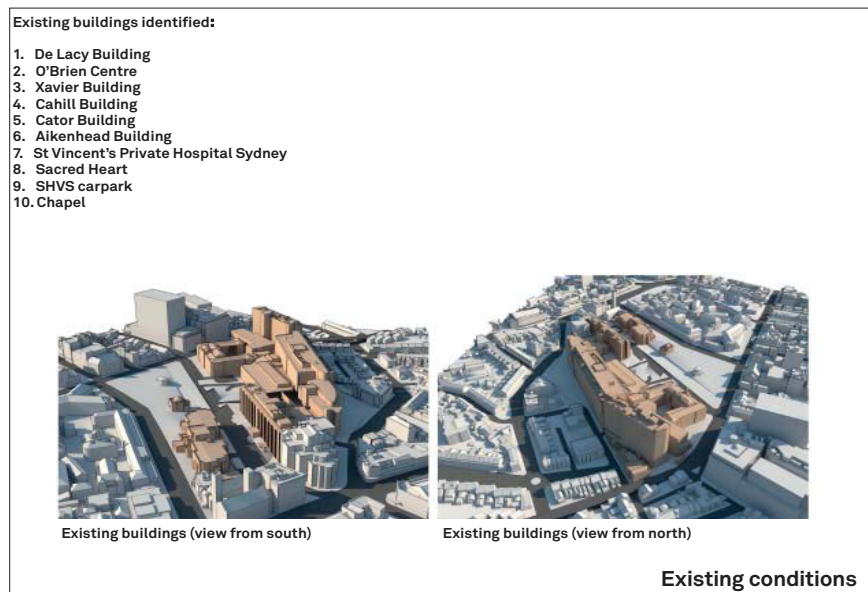 Existing buildings identified:
1. De Lacy Building
2. O'Brien Centre
3. Xavier Building
4. Cahill Building
5. Cator Building
6. Aikenhead Building
7. St Vincent's Private Hospital Sydney
8. Sacred Heart
9. SHVS carpark
10. Chapel
Existing buildings (view from south)
Existing buildings (view from north)
Existing conditions